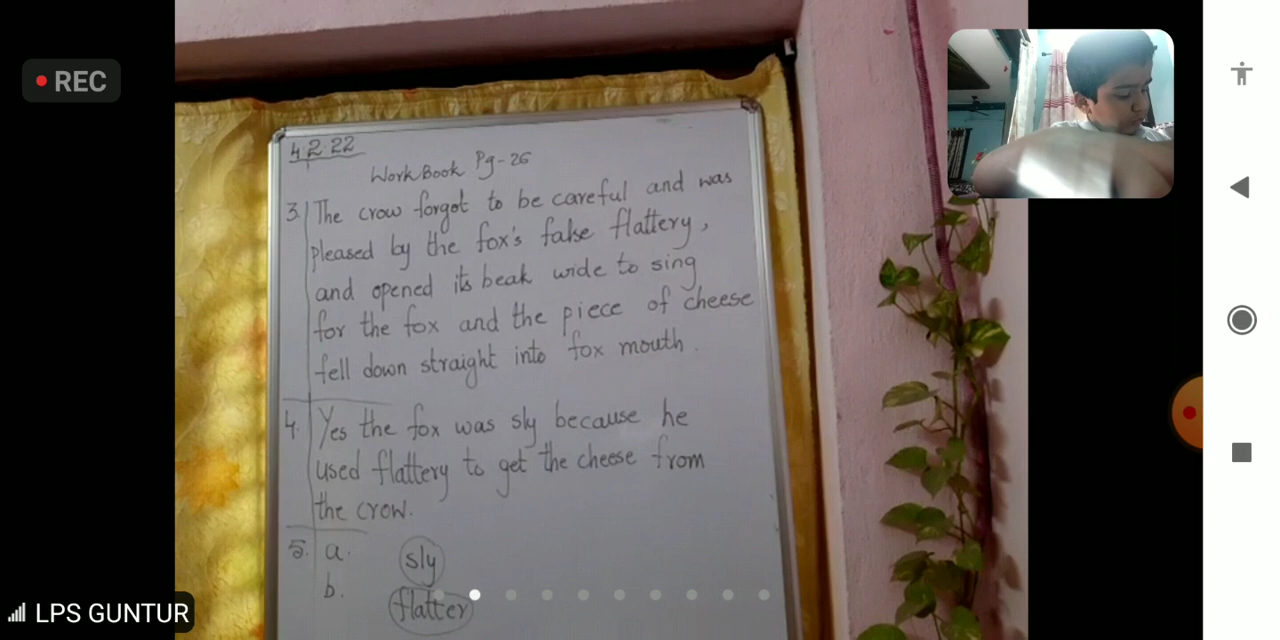 REC
4.2.22
Work Book Pg-26
3. The crow forgot to be careful and was
pleased by the fox's false flattery,
and opened its beak wide to sing
for the fox and the piece of cheese
fell down straight into fox mouth.
4. Yes the fox was sly because he
used flattery to get the cheese from
the crow.
5. a. sly
b. flatter
LPS GUNTUR